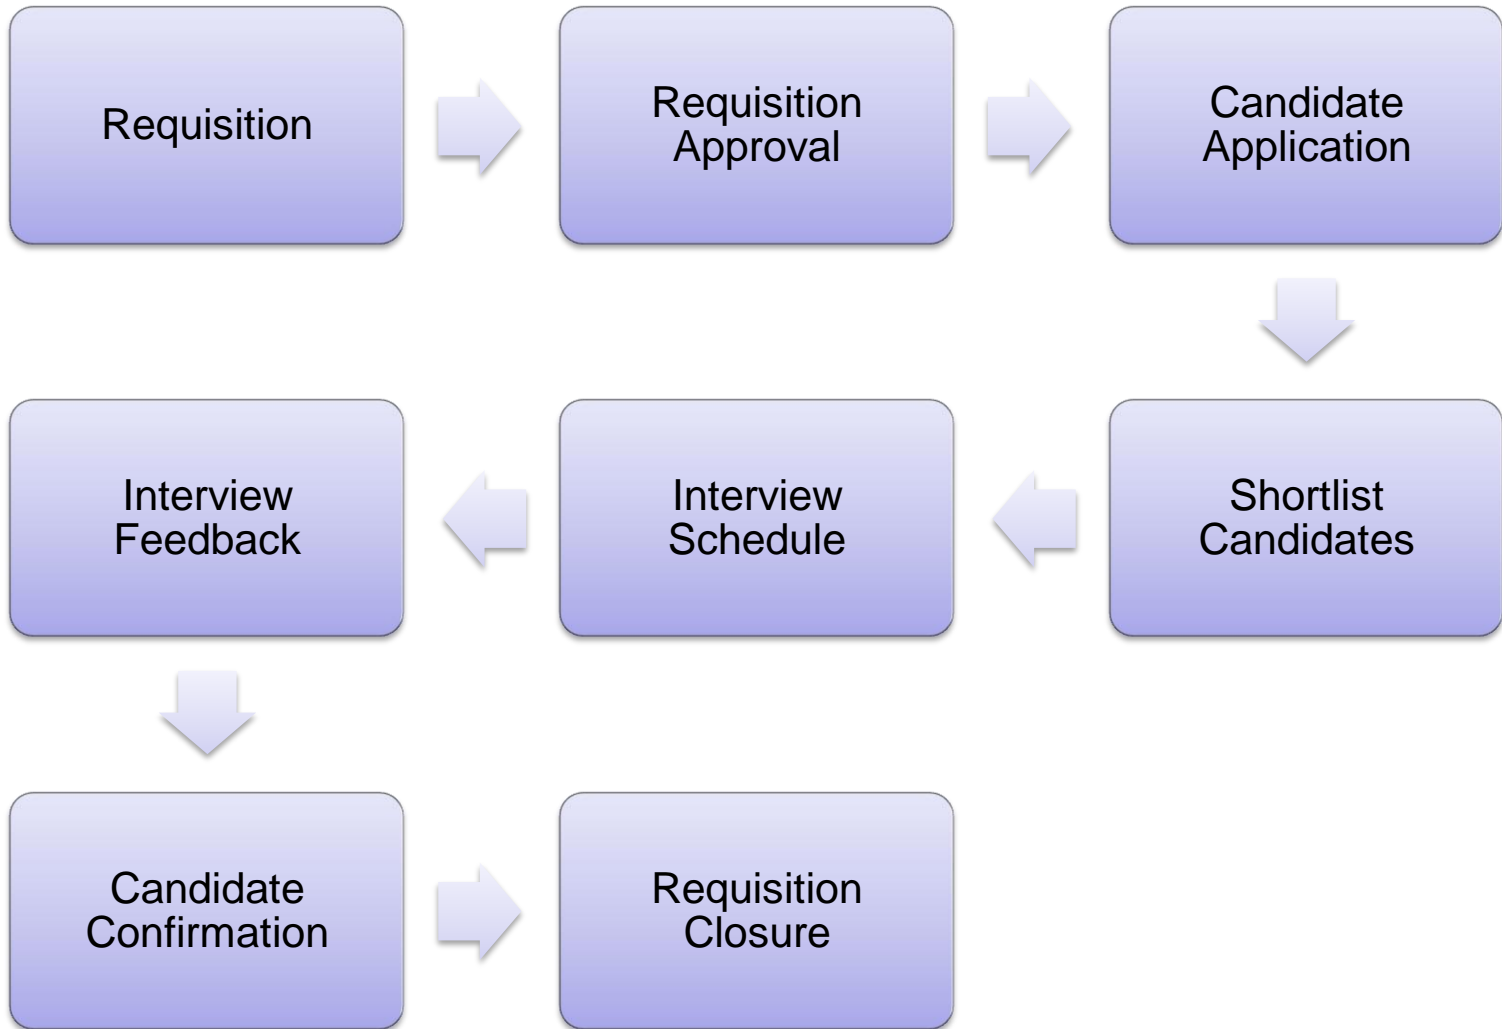 Requisition
Requisition
Approval
Candidate
Application
Shortlist
Candidates
Interview
Schedule
Interview
Feedback
Candidate
Confirmation
Requisition
Closure